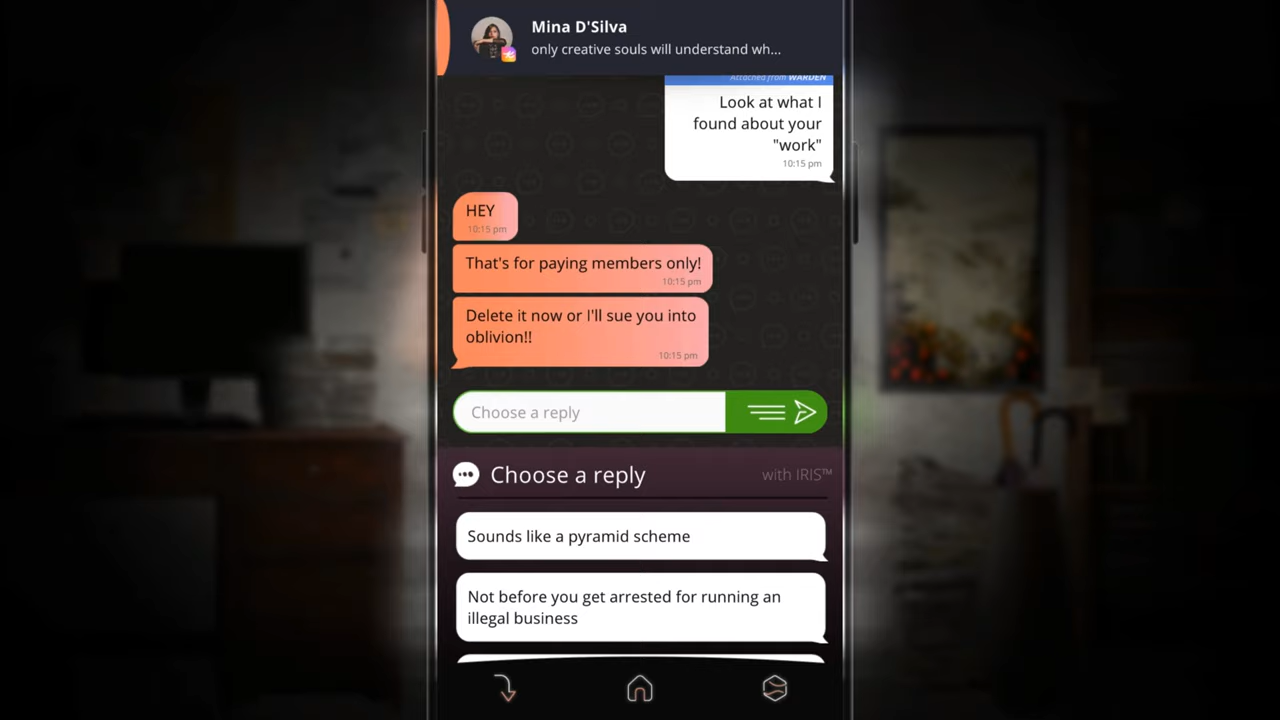 Mina D'Silva
only creative souls will understand wh...
Attached from WARDEN
Look at what I
found about your
"work"
10:15 pm
HEY
10:15 pm
That's for paying members only!
10:15 pm
Delete it now or I'll sue you into
oblivion!!
10:15 pm
Choose a reply
Choose a reply
with IRIS™
Sounds like a pyramid scheme
Not before you get arrested for running an
illegal business